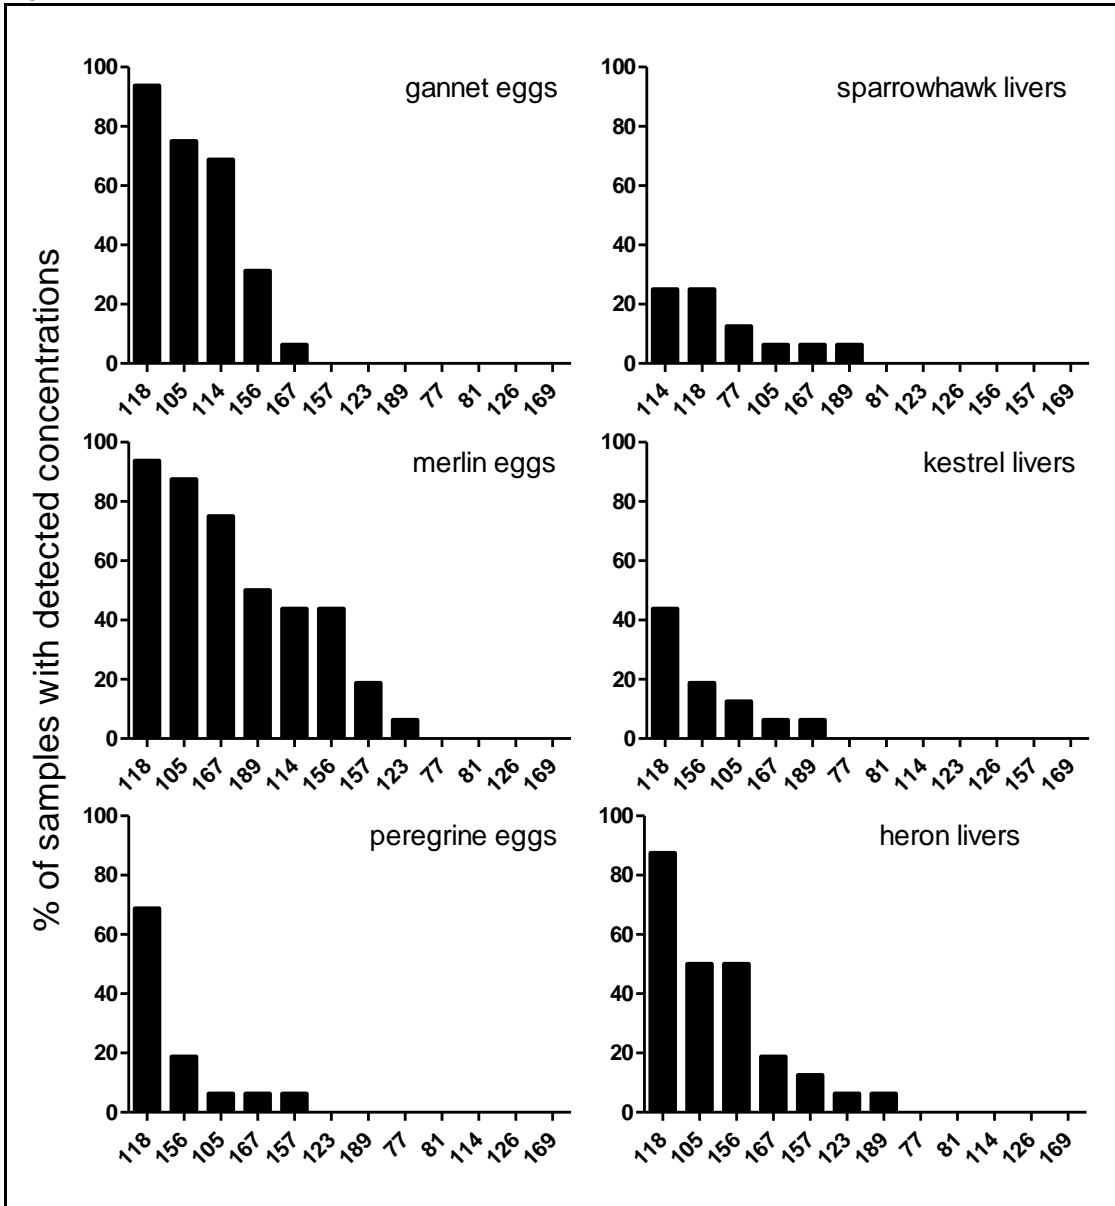 % of samples with detected concentrations
gannet eggs
100
80
60
40
20
0
118 105 114 156 167 157 123 189 77 81 126 169
sparrowhawk livers
100
80
60
40
20
0
114 118 77 105 167 189 81 123 126 156 157 169
merlin eggs
100
80
60
40
20
0
118 105 167 189 114 156 157 123 77 81 126 169
kestrel livers
100
80
60
40
20
0
118 156 105 167 189 77 81 114 123 126 157 169
peregrine eggs
100
80
60
40
20
0
118 156 105 167 157 123 189 77 81 114 126 169
heron livers
100
80
60
40
20
0
118 105 156 167 157 123 189 77 81 114 126 169